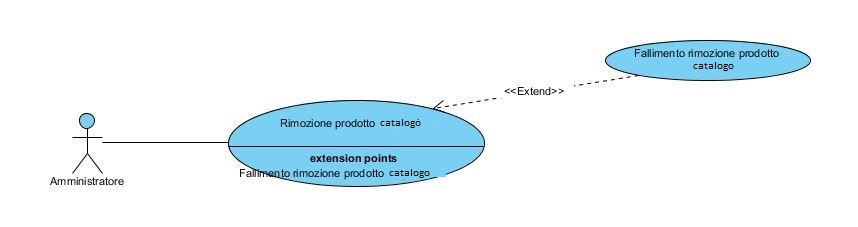 Fallimento rimozione prodotto
catalogo
<<Extend>>
Rimozione prodotto catalogo
extension points
Fallimento rimozione prodotto catalogo
Amministratore